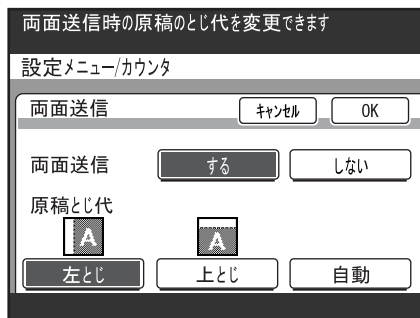 両面送信時の原稿のとじ代を変更できます
設定メニュー/カウンタ
両面送信 キャンセル OK
両面送信 する しない
原稿とじ代
A A
左とじ 上とじ 自動